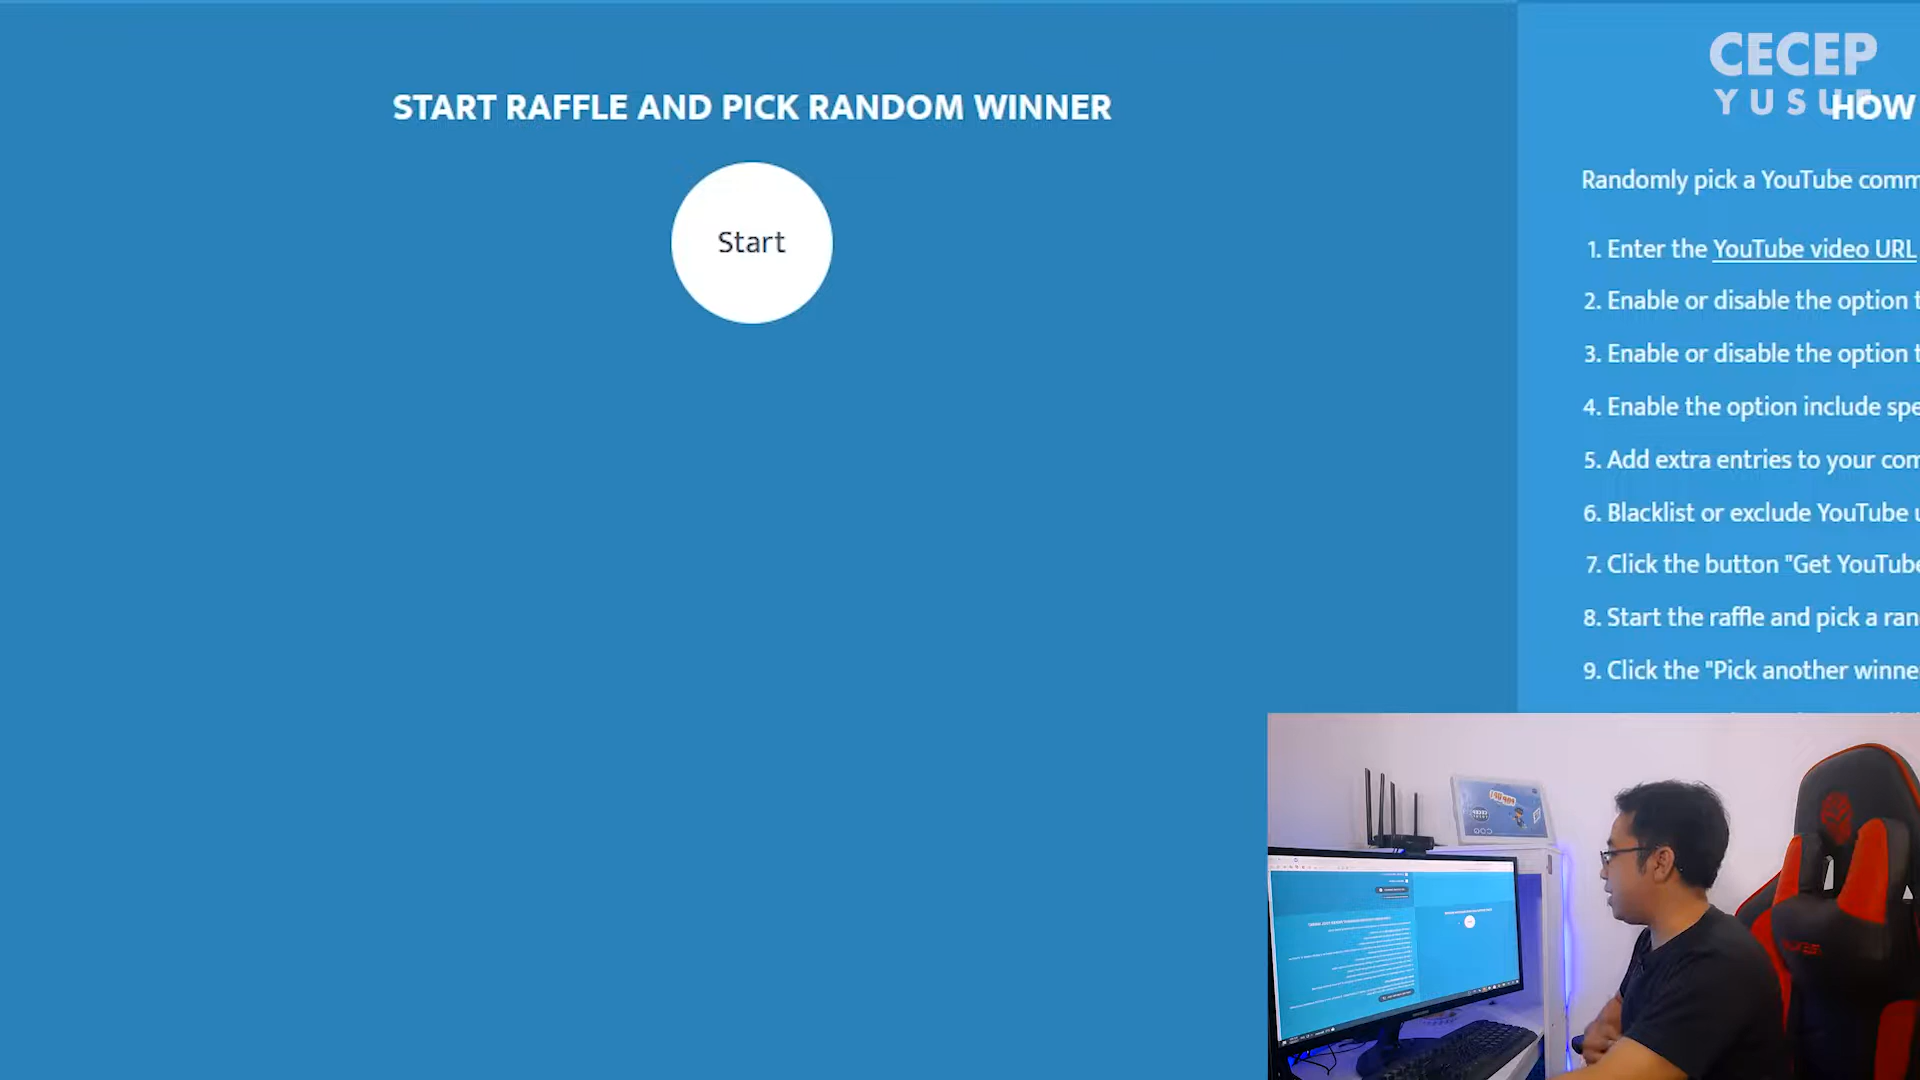 CECEP
YUSUF
START RAFFLE AND PICK RANDOM WINNER
Start
HOW
Randomly pick a YouTube comm
1. Enter the YouTube video URL
2. Enable or disable the option t
3. Enable or disable the option t
4. Enable the option include spe
5. Add extra entries to your com
6. Blacklist or exclude YouTube u
7. Click the button "Get YouTube
8. Start the raffle and pick a ran
9. Click the "Pick another winne